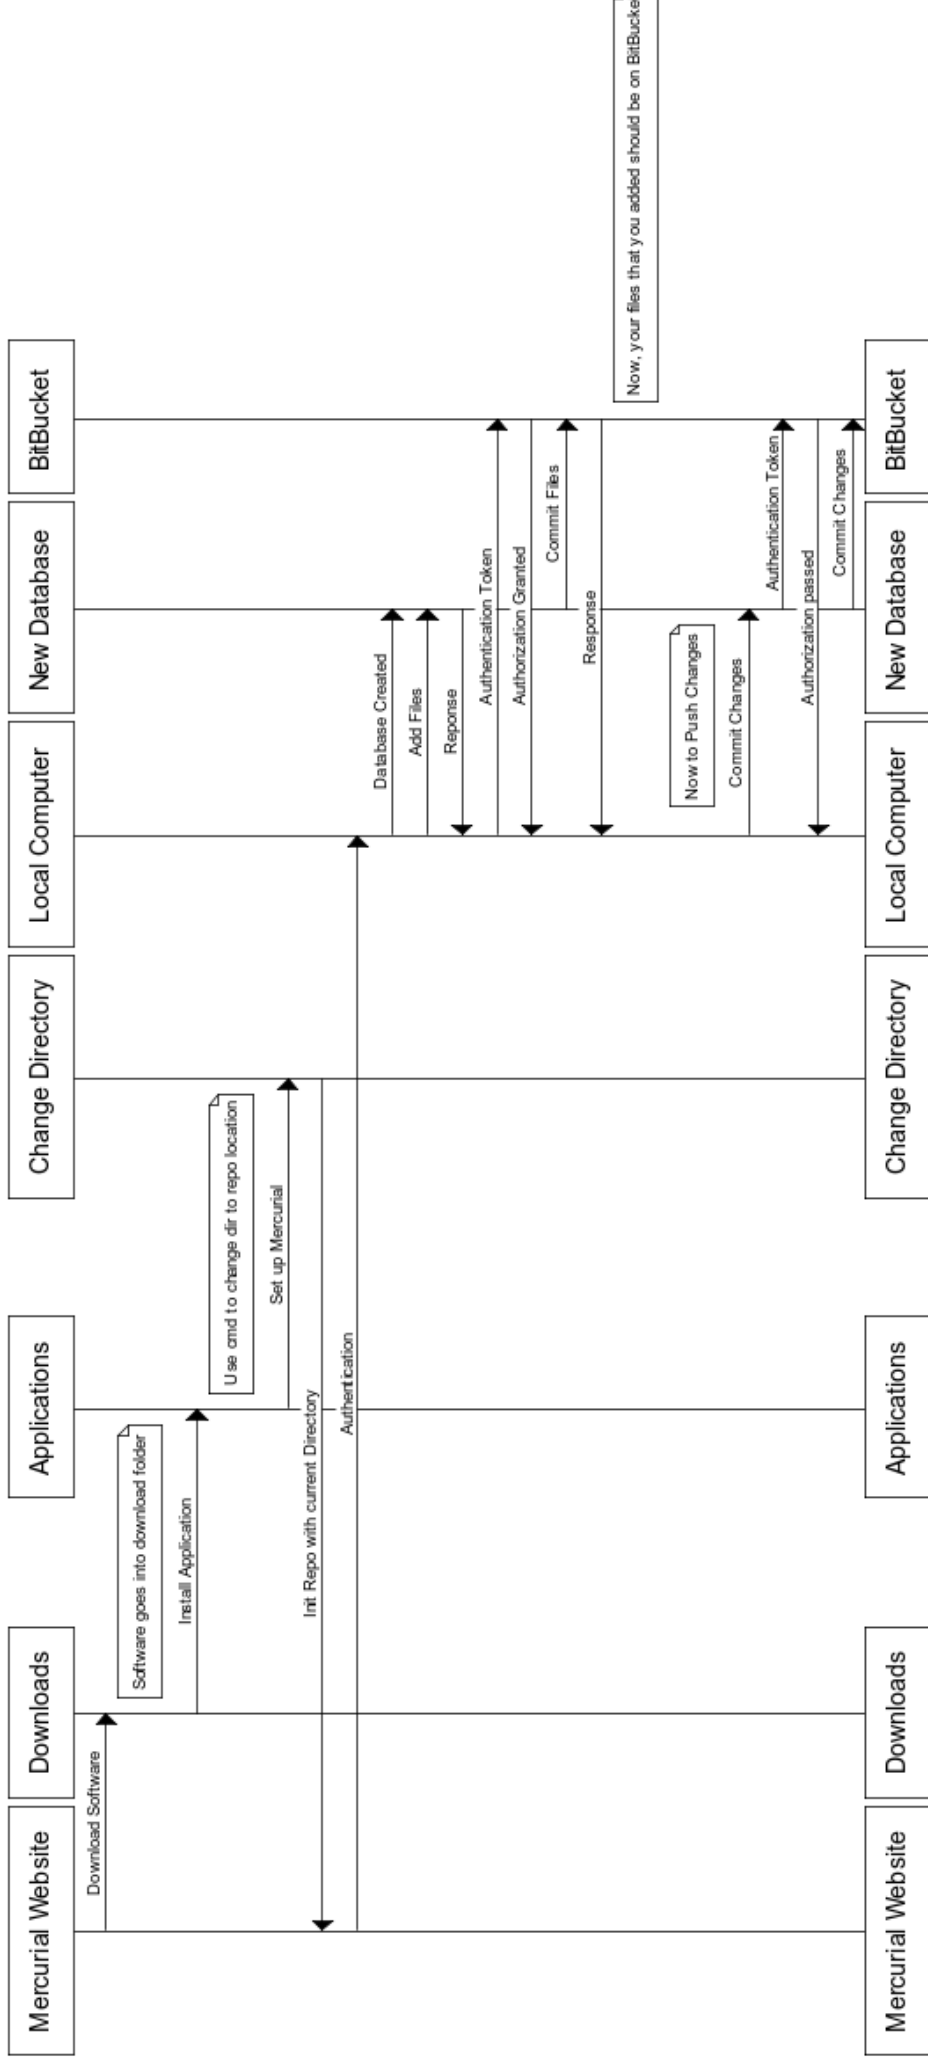 Mercurial Website
Downloads
Applications
Change Directory
Local Computer
New Database
BitBucket
Download Software
Software goes into download folder
Install Application
Use cmd to change dir to repo location
Set up Mercurial
Init Repo with current Directory
Authentication
Database Created
Add Files
Reponse
Authentication Token
Authorization Granted
Commit Files
Response
Now, your files that you added should be on BitBucke
Now to Push Changes
Commit Changes
Authentication Token
Authorization passed
Commit Changes
Mercurial Website
Downloads
Applications
Change Directory
Local Computer
New Database
BitBucket